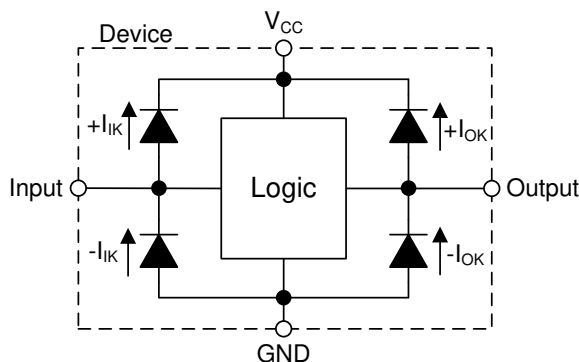 V_CC
Device
+I_IK
+I_OK
Input
Logic
Output
-I_IK
-I_OK
GND